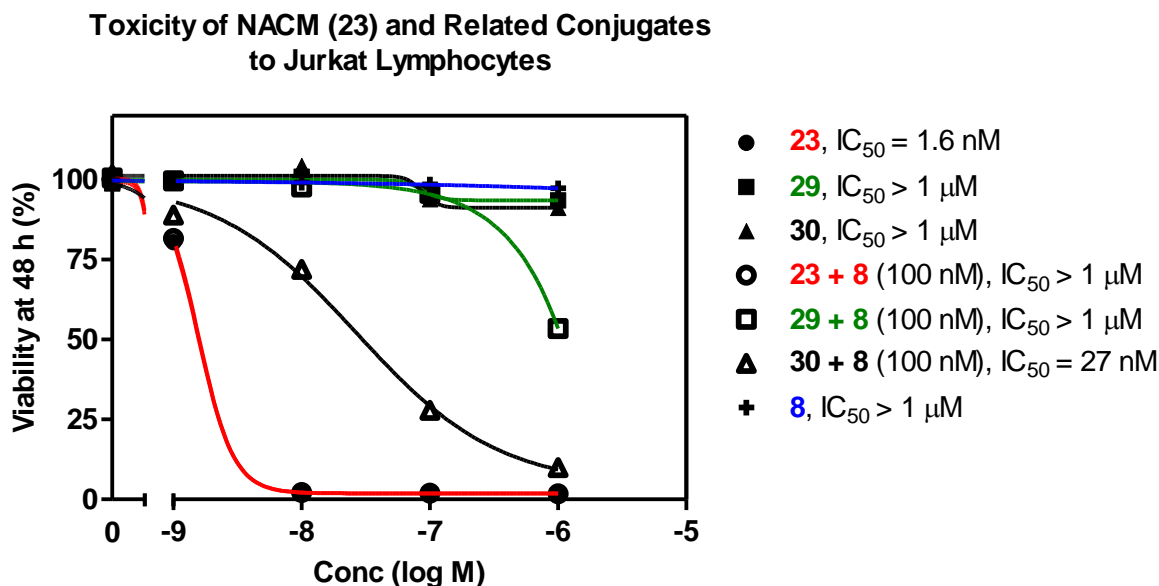 Toxicity of NACM (23) and Related Conjugates
to Jurkat Lymphocytes
Viability at 48 h (%)
100
75
50
25
0
0
-9
-8
-7
-6
-5
Conc (log M)
23, IC50 = 1.6 nM
29, IC50 > 1 μM
30, IC50 > 1 μM
23 + 8 (100 nM), IC50 > 1 μM
29 + 8 (100 nM), IC50 > 1 μM
30 + 8 (100 nM), IC50 = 27 nM
8, IC50 > 1 μM